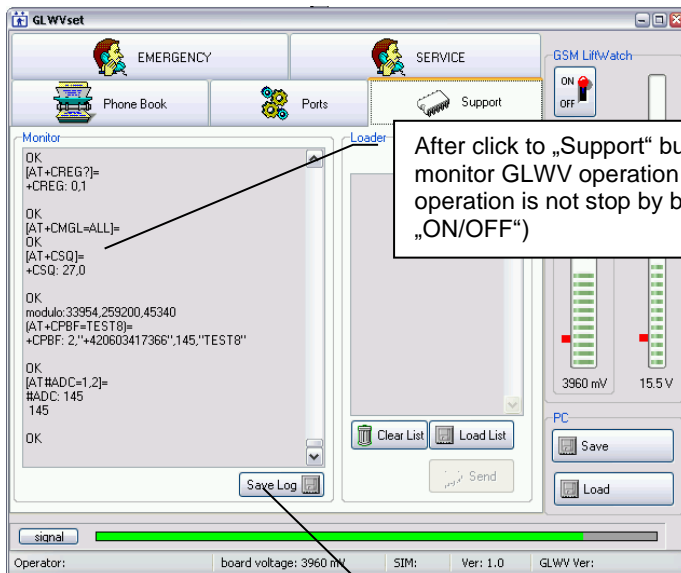 GLWVset
EMERGENCY
SERVICE
Phone Book
Ports
Support
GSM LiftWatch
ON
OFF
Monitor
OK
[AT+CREG?]=
+CREG: 0,1
OK
[AT+CMGL=ALL]=
OK
[AT+CSQ]=
+CSQ: 27,0
OK
modulo:33954,259200,45340
[AT+CPBF=TEST8]=
+CPBF: 2,"+420603417366",145,"TEST8"
OK
[AT#ADC=1,2]=
#ADC: 145
145
OK
Save Log
Loader
After click to „Support“ bu
monitor GLWV operation
operation is not stop by b
„ON/OFF“)
Clear List
Load List
Send
3960 mV
15.5 V
PC
Save
Load
signal
Operator:
board voltage: 3960 mV
SIM:
Ver: 1.0
GLWV Ver: